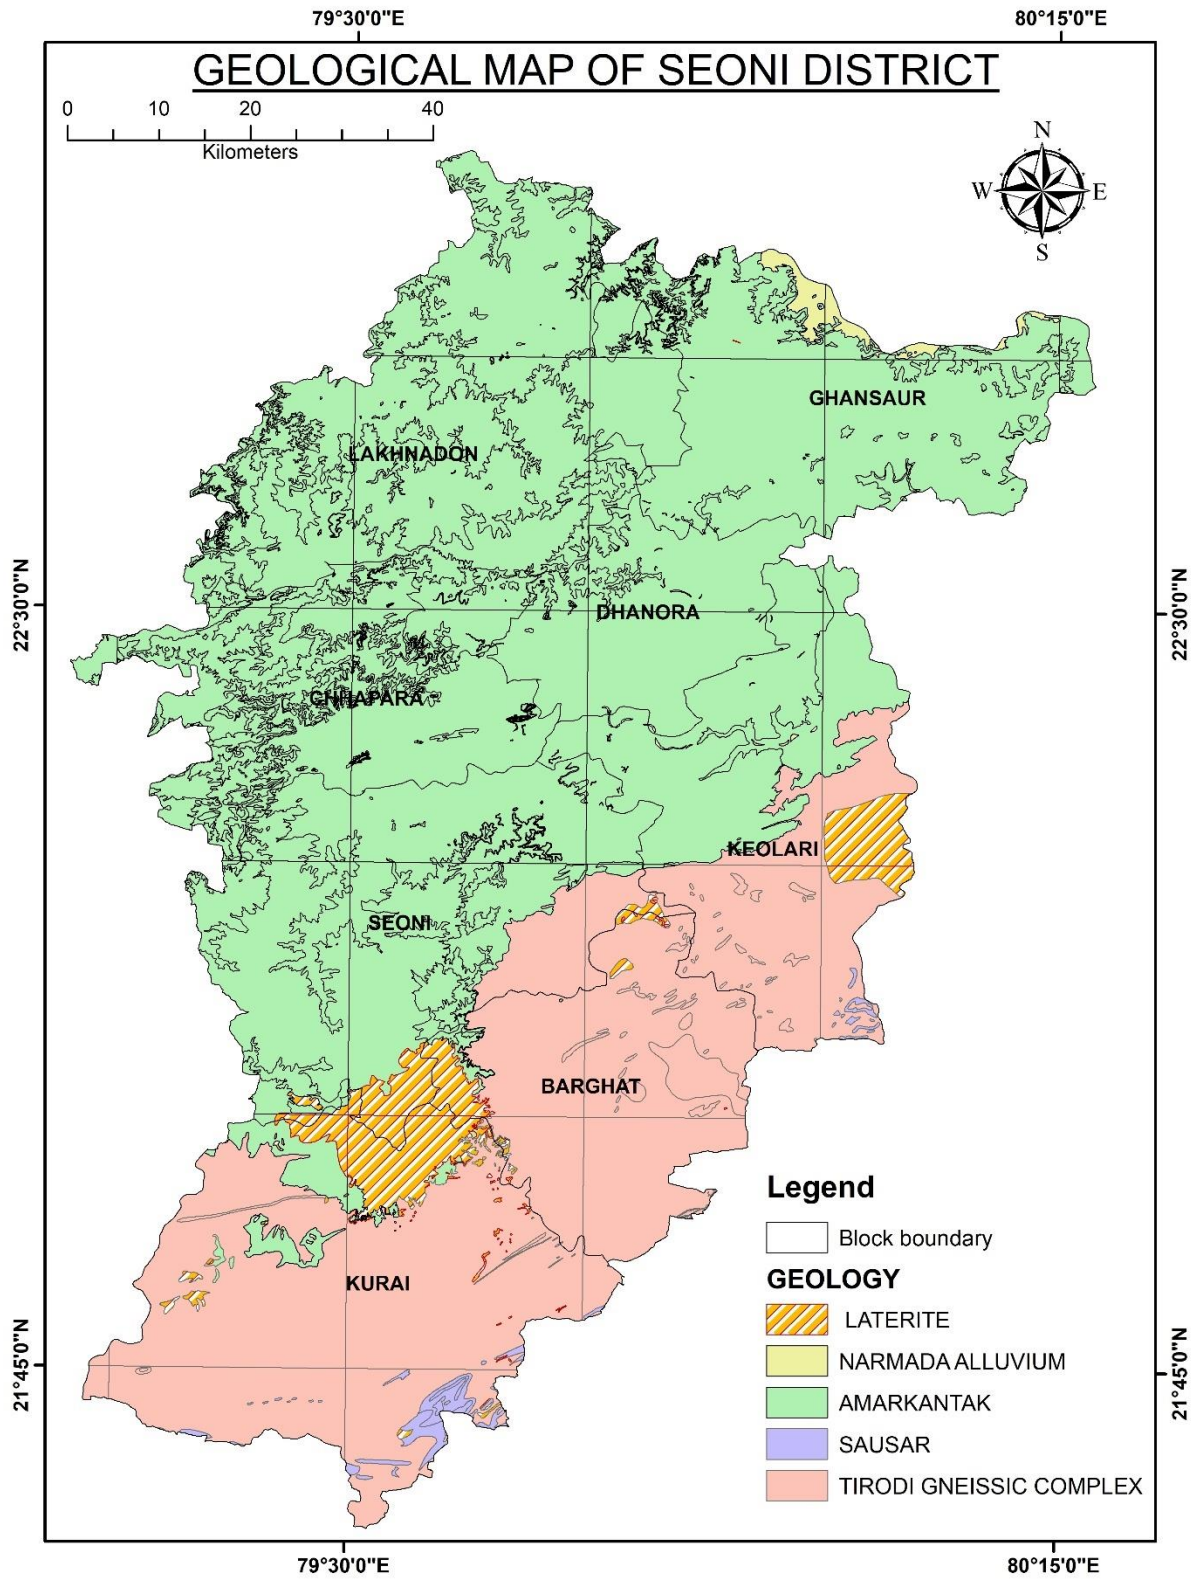 79°30'0"E
80°15'0"E
GEOLOGICAL MAP OF SEONI DISTRICT
0 10 20 40
Kilometers
N
W E
S
GHANSAUR
LAKHNADON
22°30'0"N
22°30'0"N
DHANORA
CHHAPARA
KEOLARI
SEONI
BARGHAT
KURAI
21°45'0"N
21°45'0"N
Legend
Block boundary
GEOLOGY
LATERITE
NARMADA ALLUVIUM
AMARKANTAK
SAUSAR
TIRODI GNEISSIC COMPLEX
79°30'0"E
80°15'0"E